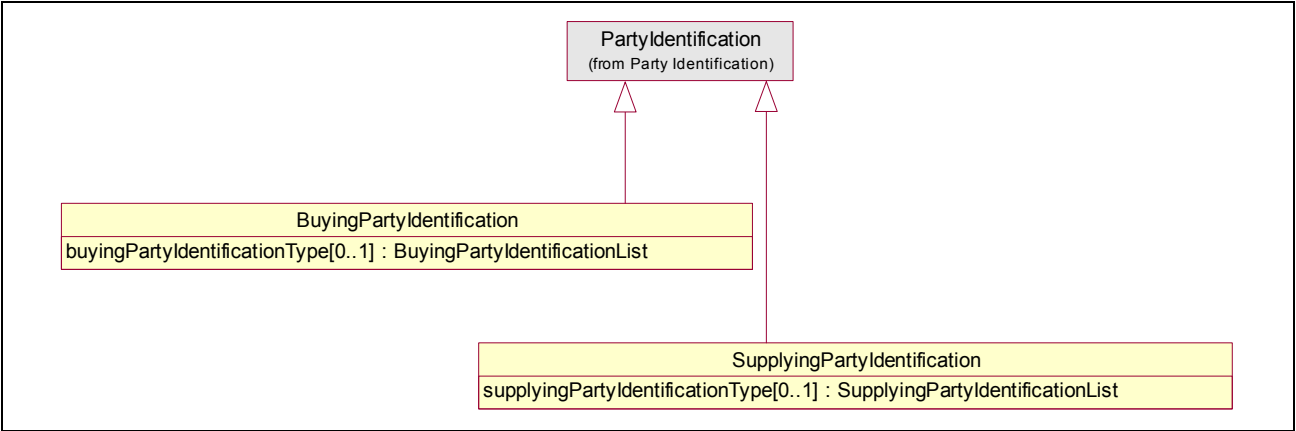 PartyIdentification
(from Party Identification)
BuyingPartyIdentification
buyingPartyIdentificationType[0..1] : BuyingPartyIdentificationList
SupplyingPartyIdentification
supplyingPartyIdentificationType[0..1] : SupplyingPartyIdentificationList